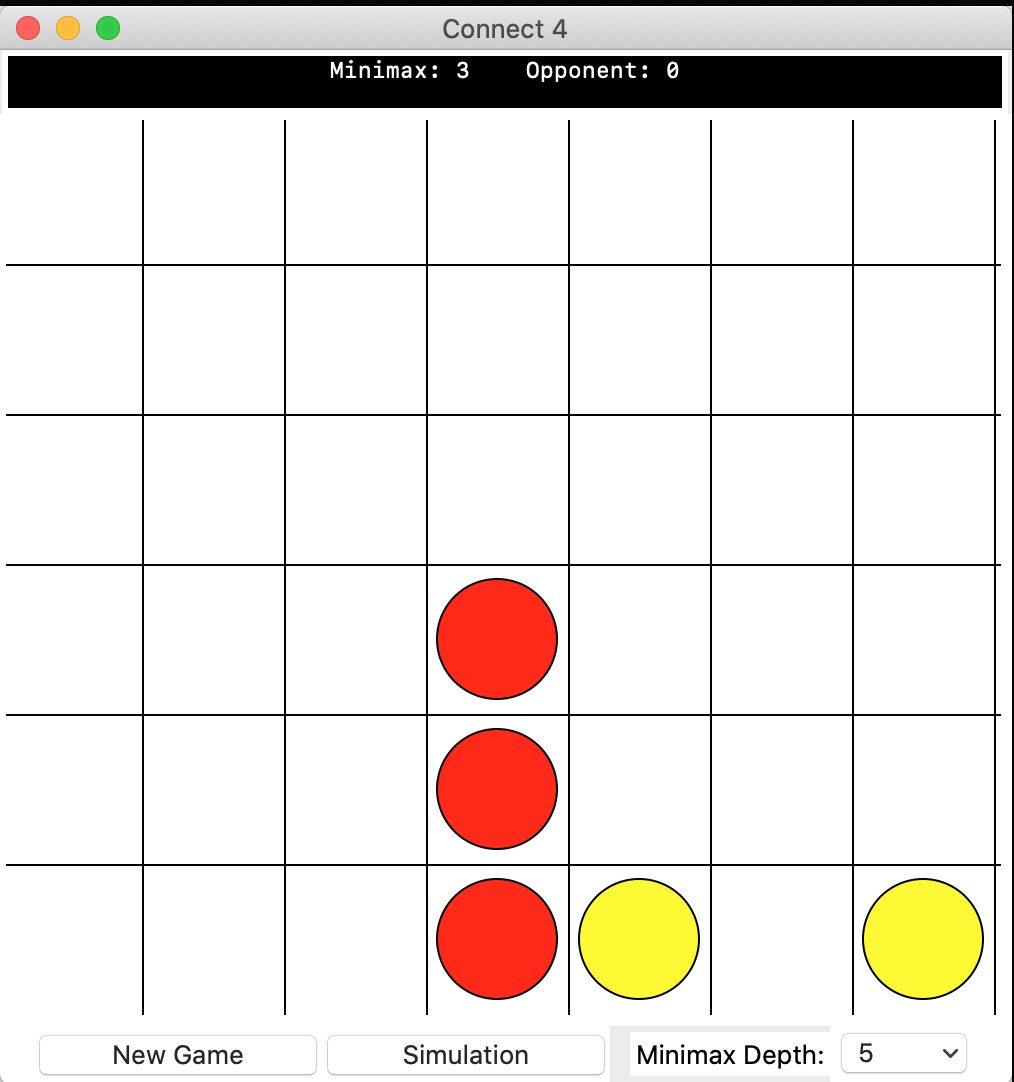 Connect 4
Minimax: 3    Opponent: 0
New Game
Simulation
Minimax Depth:
5